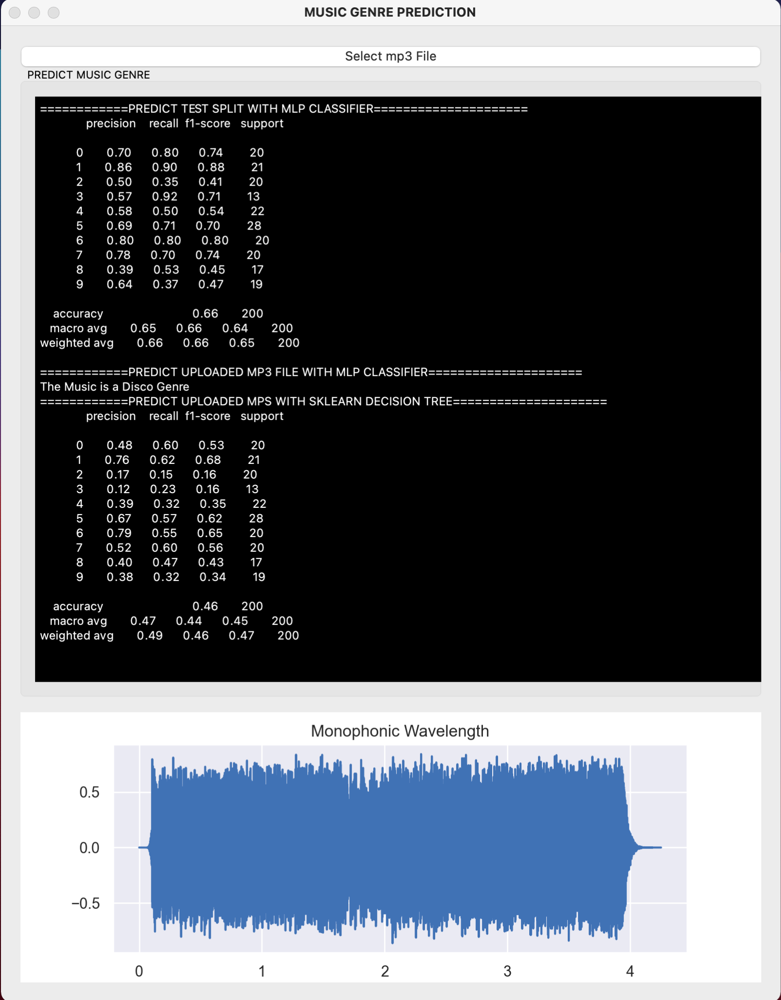 MUSIC GENRE PREDICTION
Select mp3 File
PREDICT MUSIC GENRE
============PREDICT TEST SPLIT WITH MLP CLASSIFIER=====================
precision recall f1-score support
0 0.70 0.80 0.74 20
1 0.86 0.90 0.88 21
2 0.50 0.35 0.41 20
3 0.57 0.92 0.71 13
4 0.58 0.50 0.54 22
5 0.69 0.71 0.70 28
6 0.80 0.80 0.80 20
7 0.78 0.70 0.74 20
8 0.39 0.53 0.45 17
9 0.64 0.37 0.47 19
accuracy 0.66 200
macro avg 0.65 0.66 0.64 200
weighted avg 0.66 0.66 0.65 200
============PREDICT UPLOADED MP3 FILE WITH MLP CLASSIFIER=====================
The Music is a Disco Genre
============PREDICT UPLOADED MPS WITH SKLEARN DECISION TREE=====================
precision recall f1-score support
0 0.48 0.60 0.53 20
1 0.76 0.62 0.68 21
2 0.17 0.15 0.16 20
3 0.12 0.23 0.16 13
4 0.39 0.32 0.35 22
5 0.67 0.57 0.62 28
6 0.79 0.55 0.65 20
7 0.52 0.60 0.56 20
8 0.40 0.47 0.43 17
9 0.38 0.32 0.34 19
accuracy 0.46 200
macro avg 0.47 0.44 0.45 200
weighted avg 0.49 0.46 0.47 200
Monophonic Wavelength
0.5
0.0
−0.5
0 1 2 3 4